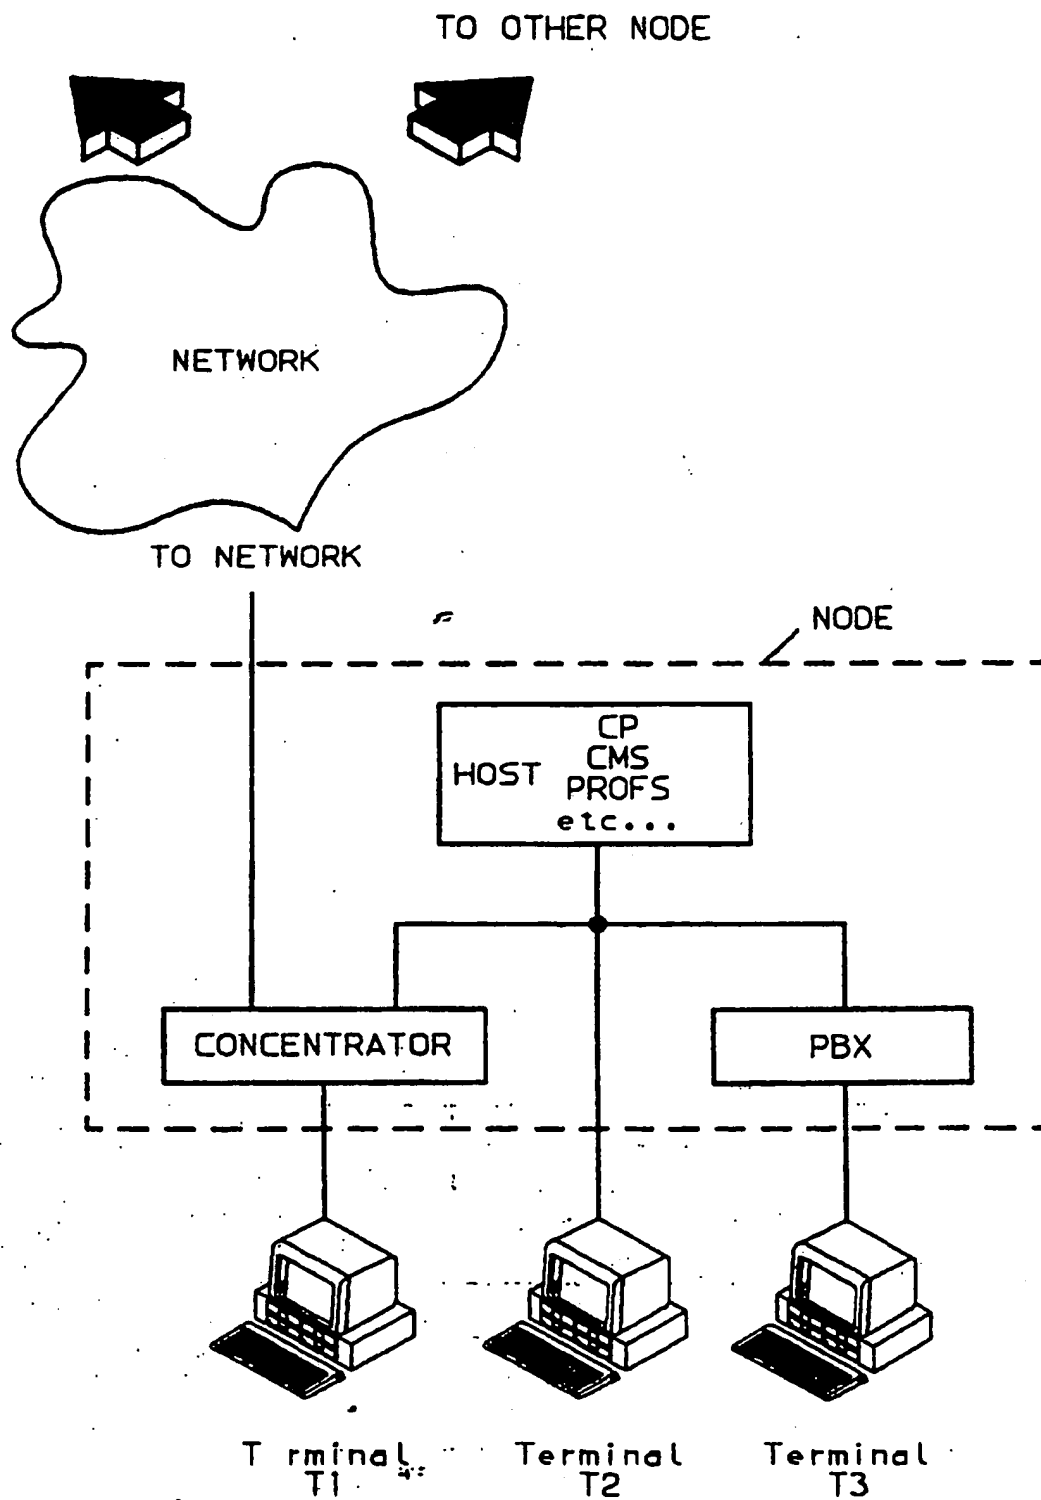 TO OTHER NODE
NETWORK
TO NETWORK
NODE
HOST
CP
CMS
PROFS
etc...
CONCENTRATOR
PBX
T rminal
T1
Terminal
T2
Terminal
T3